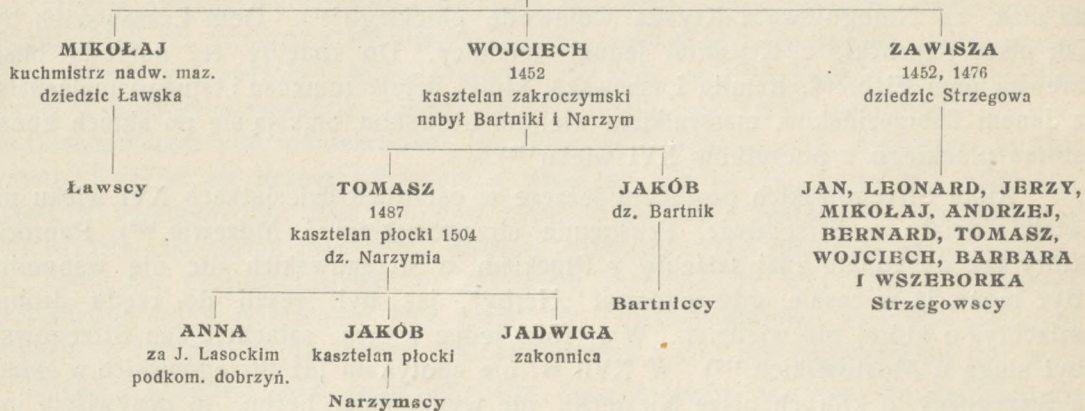 MIKOŁAJ
kuchmistrz nadw. maz.
dziedzic Ławska
WOJCIECH
1452
kasztelan zakroczymski
nabył Bartniki i Narzym
ZAWISZA
1452, 1476
dziedzic Strzegowa
Ławscy
TOMASZ
1487
kasztelan płocki 1504
dz. Narzymia
JAKÓB
dz. Bartnik
Bartniccy
JAN, LEONARD, JERZY,
MIKOŁAJ, ANDRZEJ,
BERNARD, TOMASZ,
WOJCIECH, BARBARA
I WSZEBORKA
Strzegowscy
ANNA
za J. Lasockim
podkom. dobrzyń.
JAKÓB
kasztelan płocki
Narzymscy
JADWIGA
zakonnica